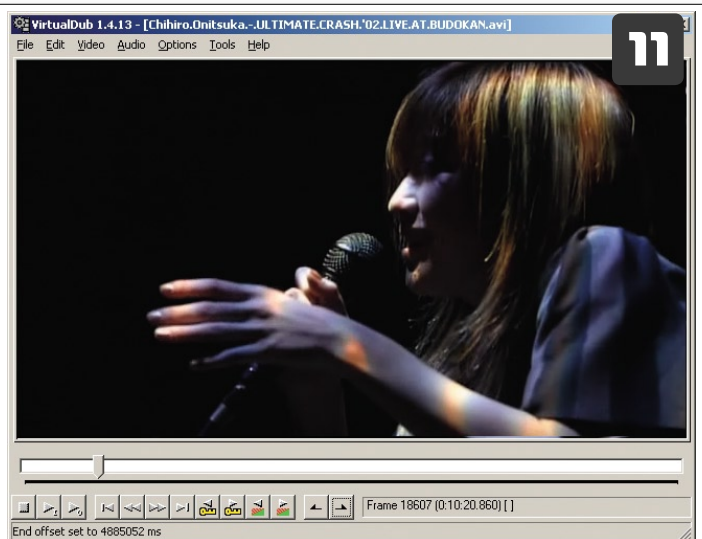 VirtualDub 1.4.13 - [Chihiro.Onitsuka.-.ULTIMATE.CRASH.'02.LIVE.AT.BUDOKAN.avi]
11
File Edit Video Audio Options Tools Help
Frame 18607 (0:10:20.860) [ ]
End offset set to 4885052 ms